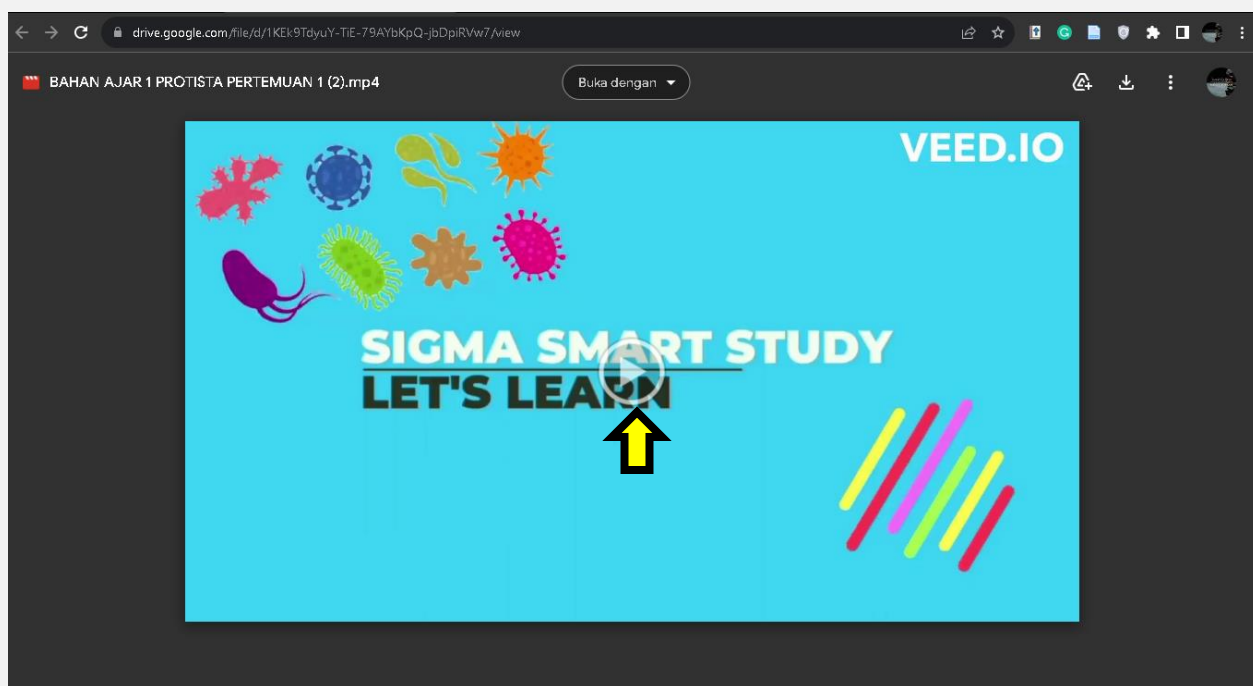 drive.google.com/file/d/1KEk9TdyuY-TiE-79AYbKpQ-jbDpiRVw7/view
BAHAN AJAR 1 PROTISTA PERTEMUAN 1 (2).mp4
Buka dengan
VEED.IO
SIGMA SMART STUDY
LET'S LEARN